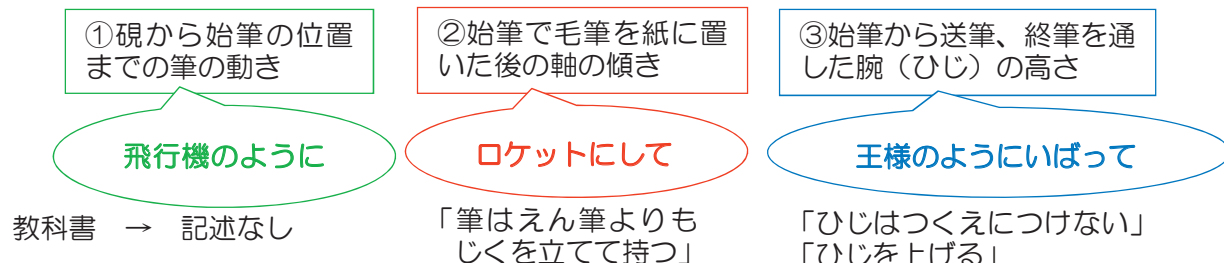 ①硯から始筆の位置
までの筆の動き
②始筆で毛筆を紙に置
いた後の軸の傾き
③始筆から送筆、終筆を通
した腕（ひじ）の高さ
飛行機のように
ロケットにして
王様のようにいばって
教科書　→　記述なし
「筆はえん筆よりも
じくを立てて持つ」
「ひじはつくえにつけない」
「ひじを上げる」